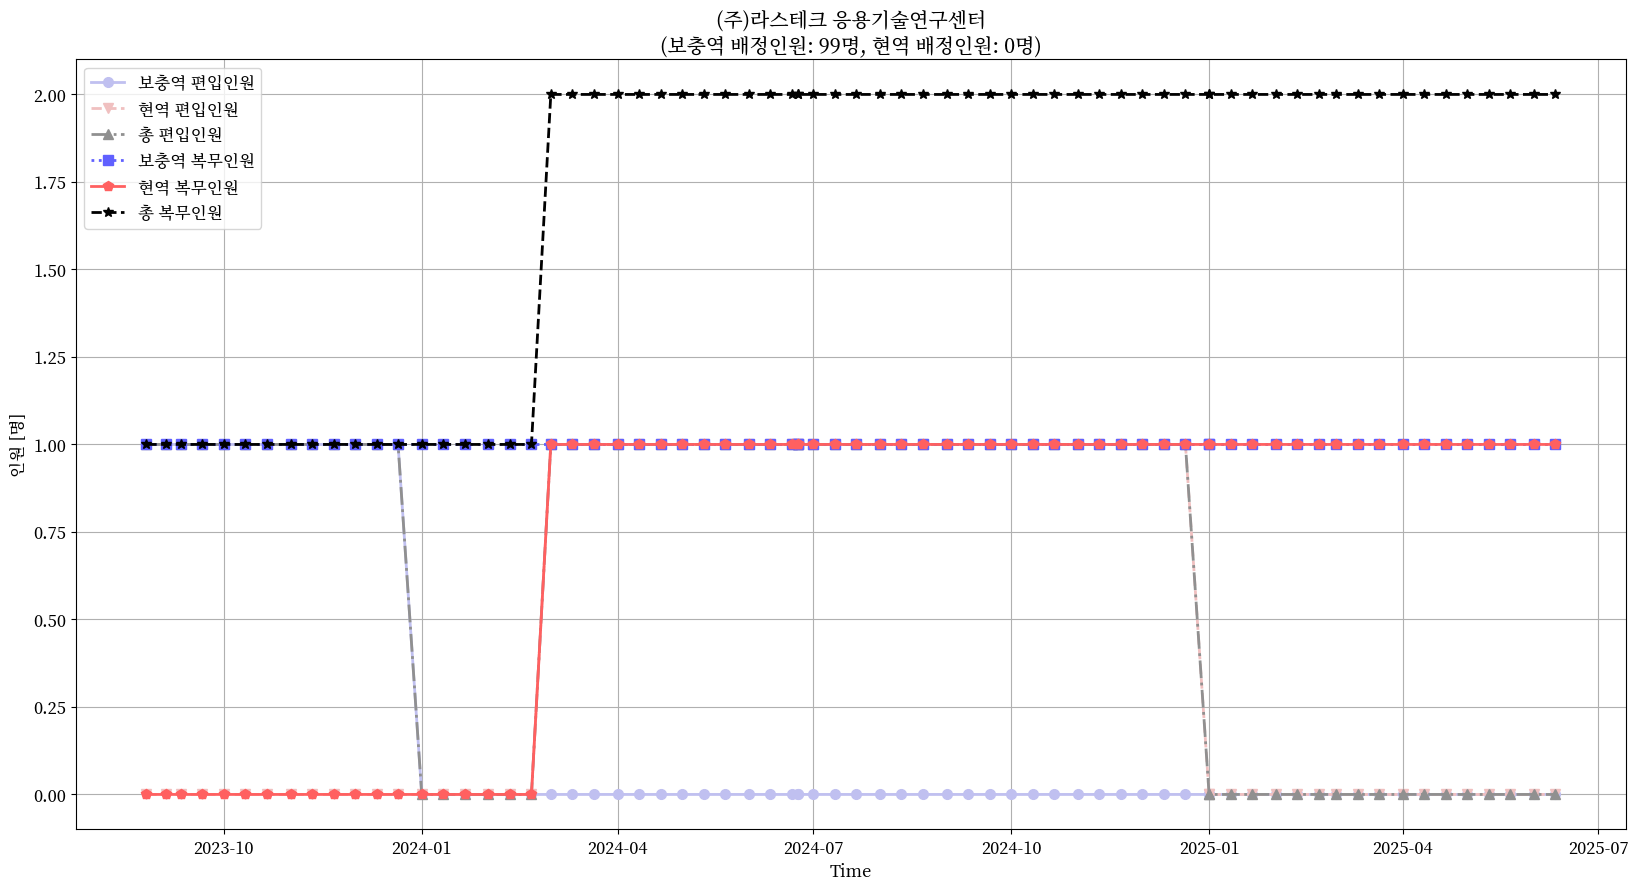 (주)라스테크 응용기술연구센터
(보충역 배정인원: 99명, 현역 배정인원: 0명)
보충역 편입인원
현역 편입인원
총 편입인원
보충역 복무인원
현역 복무인원
총 복무인원
인원 [명]
2.00
1.75
1.50
1.25
1.00
0.75
0.50
0.25
0.00
2023-10
2024-01
2024-04
2024-07
2024-10
2025-01
2025-04
2025-07
Time